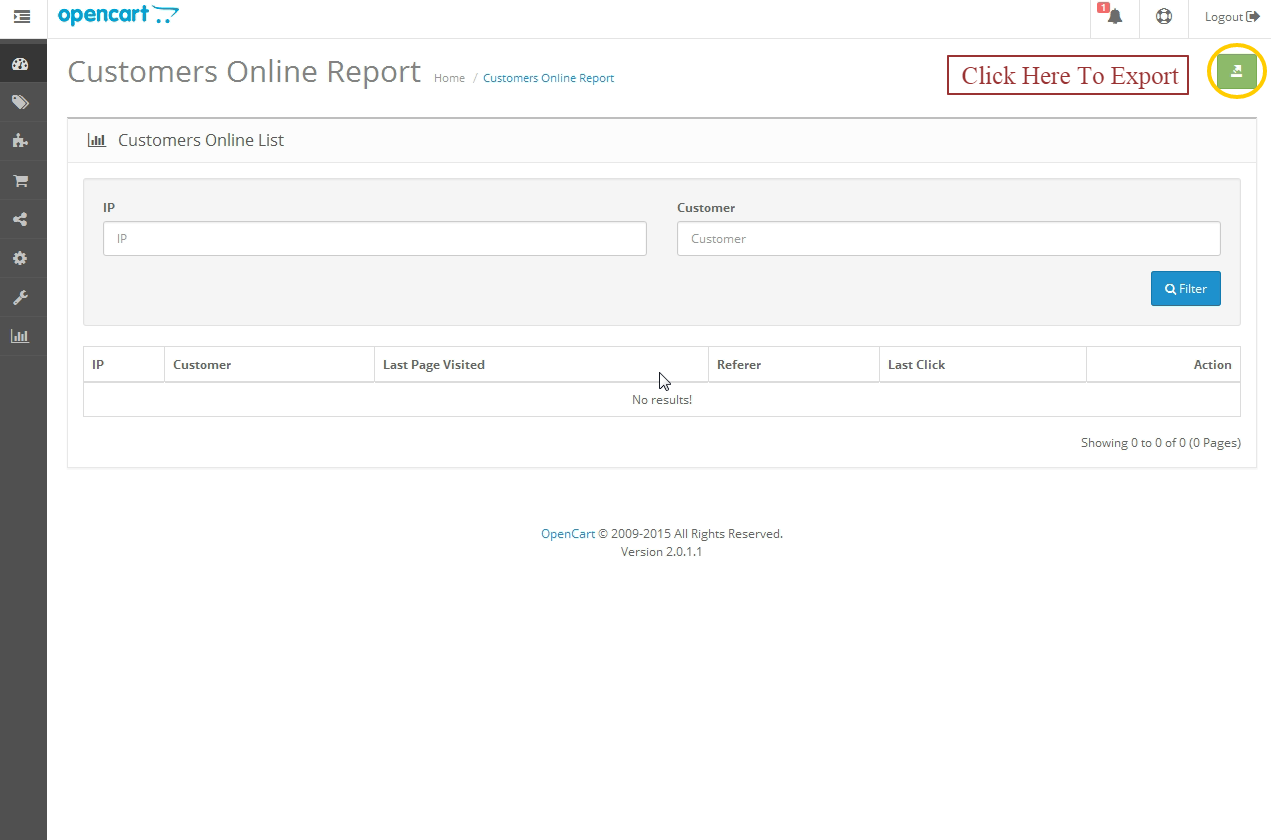 opencart
1
Logout
Customers Online Report Home / Customers Online Report
Click Here To Export
Customers Online List
IP Customer
IP Customer
Filter
IP Customer Last Page Visited Referer Last Click Action
No results!
Showing 0 to 0 of 0 (0 Pages)
OpenCart © 2009-2015 All Rights Reserved.
Version 2.0.1.1